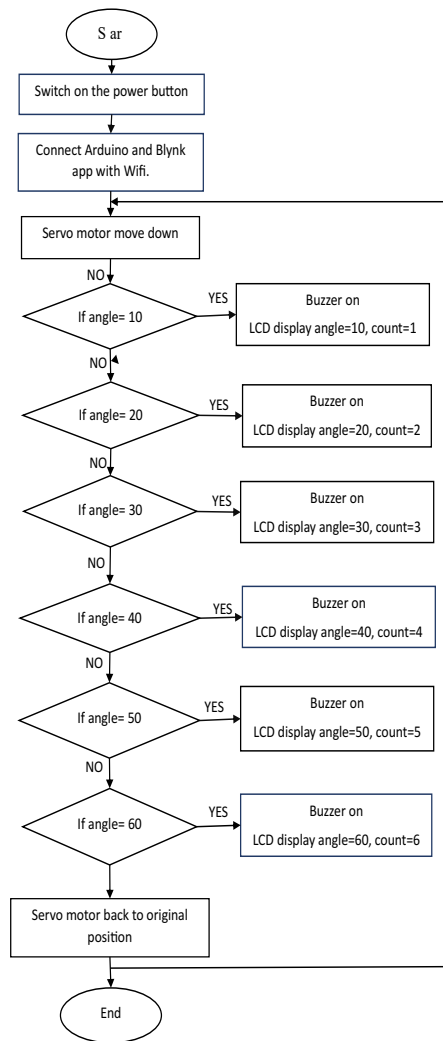 S ar
Switch on the power button
Connect Arduino and Blynk
app with Wifi.
Servo motor move down
NO
If angle= 10
YES
Buzzer on
LCD display angle=10, count=1
NO
If angle= 20
YES
Buzzer on
LCD display angle=20, count=2
NO
If angle= 30
YES
Buzzer on
LCD display angle=30, count=3
NO
If angle= 40
YES
Buzzer on
LCD display angle=40, count=4
NO
If angle= 50
YES
Buzzer on
LCD display angle=50, count=5
NO
If angle= 60
YES
Buzzer on
LCD display angle=60, count=6
Servo motor back to original
position
End